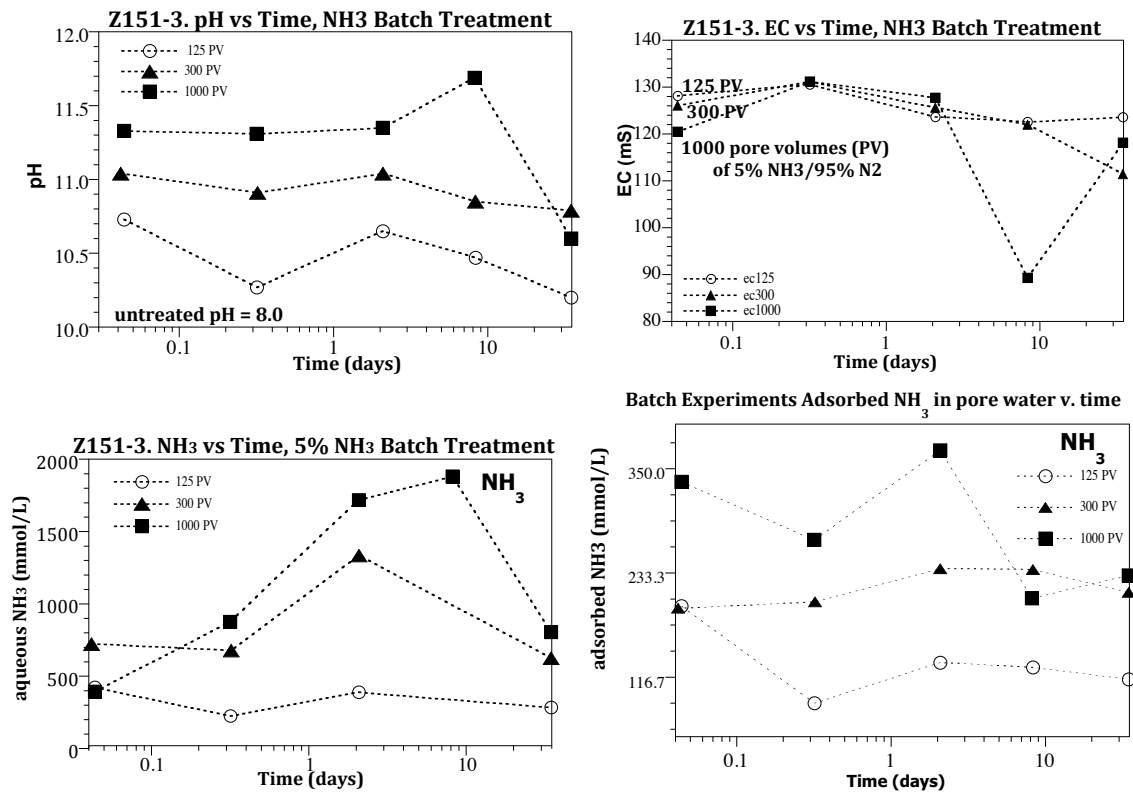 Z151-3. pH vs Time, NH3 Batch Treatment
12.0
11.5
11.0
10.5
10.0
pH
125 PV
300 PV
1000 PV
untreated pH = 8.0
0.1
1
10
Time (days)
Z151-3. EC vs Time, NH3 Batch Treatment
140
130
120
110
100
90
80
EC (mS)
125 PV
300 PV
1000 pore volumes (PV)
of 5% NH3/95% N2
ec125
ec300
ec1000
0.1
1
10
Time (days)
Z151-3. NH3 vs Time, 5% NH3 Batch Treatment
2000
1500
1000
500
0
aqueous NH3 (mmol/L)
125 PV
300 PV
1000 PV
NH3
0.1
1
10
Time (days)
Batch Experiments Adsorbed NH3 in pore water v. time
350.0
233.3
116.7
adsorbed NH3 (mmol/L)
NH3
125 PV
300 PV
1000 PV
0.1
1
10
Time (days)